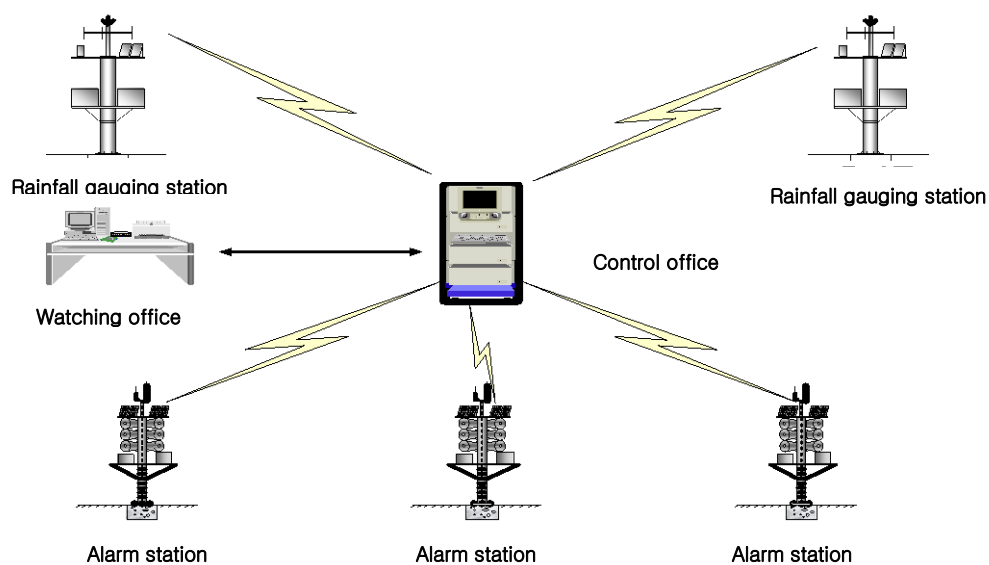 Rainfall gauging station
Rainfall gauging station
Control office
Watching office
Alarm station
Alarm station
Alarm station